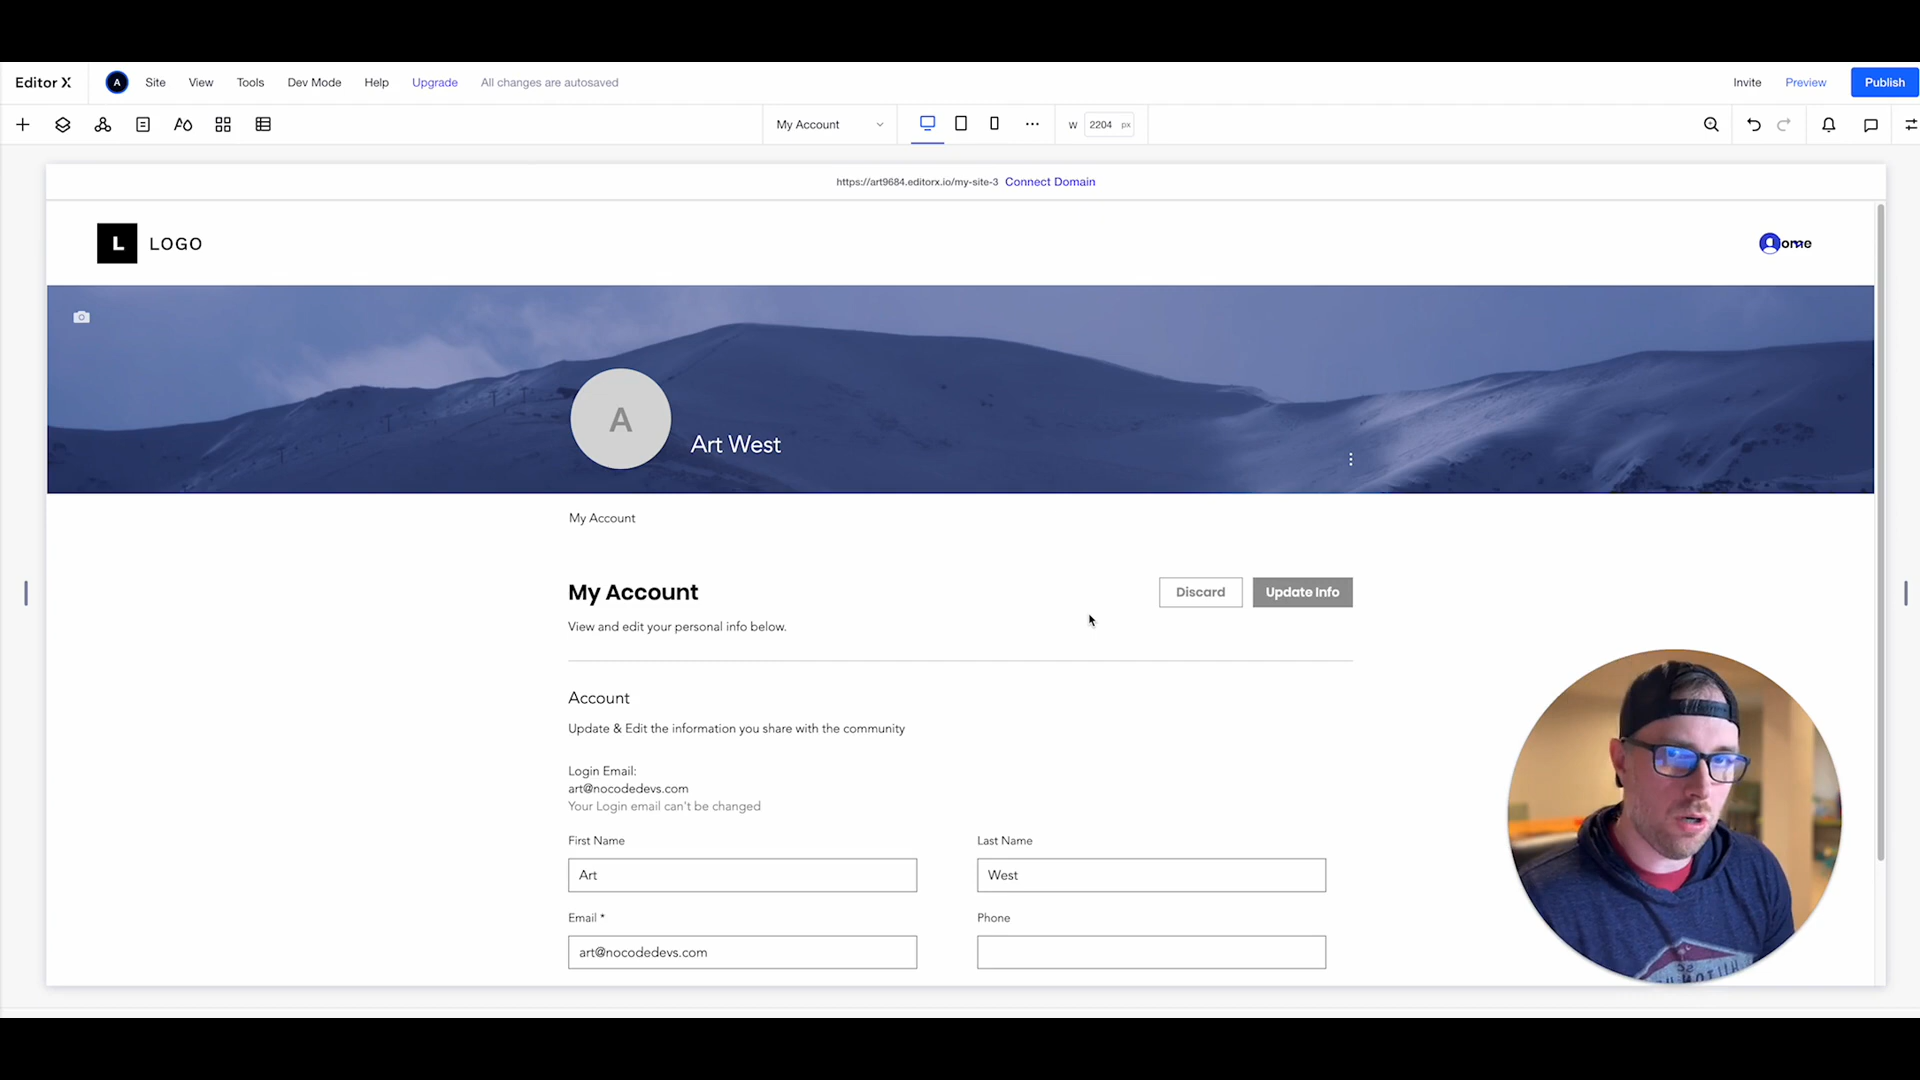 Editor X A Site View Tools Dev Mode Help Upgrade All changes are autosaved Invite Preview Publish
My Account W 2204 px
https://art9684.editorx.io/my-site-3 Connect Domain
L LOGO
A
Art West
My Account
My Account Discard Update Info
View and edit your personal info below.
Account
Update & Edit the information you share with the community
Login Email:
art@nocodedevs.com
Your Login email can't be changed
First Name Last Name
Art West
Email * Phone
art@nocodedevs.com